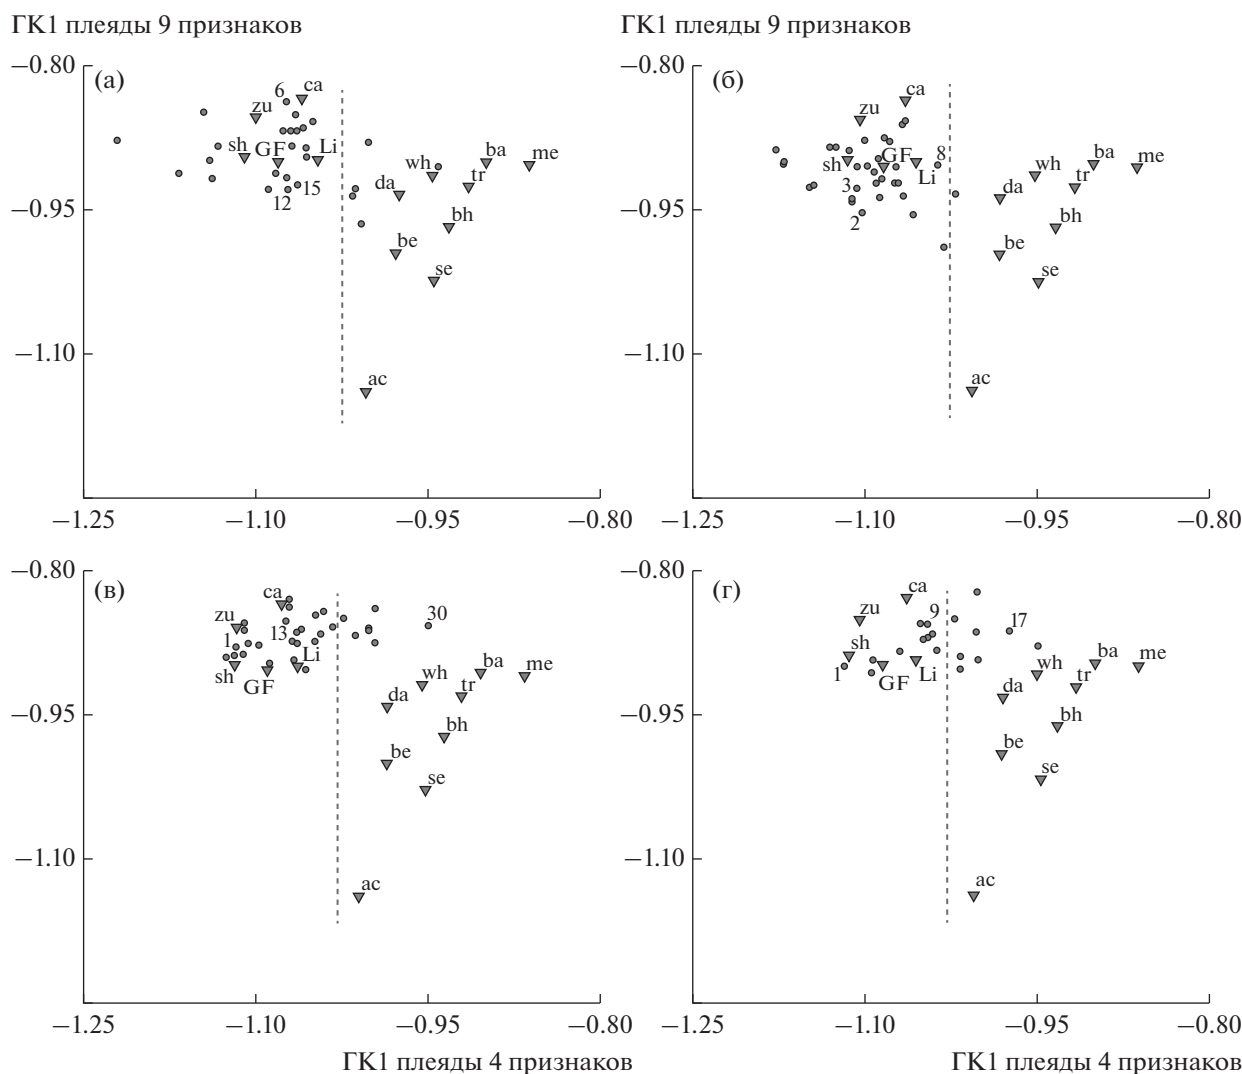 ГК1 плеяды 9 признаков
ГК1 плеяды 9 признаков
−0.80
(а)
6
ca
zu
sh
GF
Li
15
12
wh
ba
me
da
tr
bh
be
se
ac
−0.95
−1.10
−1.25
−1.10
−0.95
−0.80
−0.80
(б)
ca
zu
sh
GF
Li
8
3
2
wh
ba
me
da
tr
bh
be
se
ac
−0.95
−1.10
−1.25
−1.10
−0.95
−0.80
−0.80
(в)
ca
zu
1
13
30
sh
GF
Li
wh
ba
me
da
tr
bh
be
se
ac
−0.95
−1.10
−1.25
−1.10
−0.95
−0.80
ГК1 плеяды 4 признаков
−0.80
(г)
ca
zu
9
17
sh
1
GF
Li
wh
ba
me
da
tr
bh
be
se
ac
−0.95
−1.10
−1.25
−1.10
−0.95
−0.80
ГК1 плеяды 4 признаков